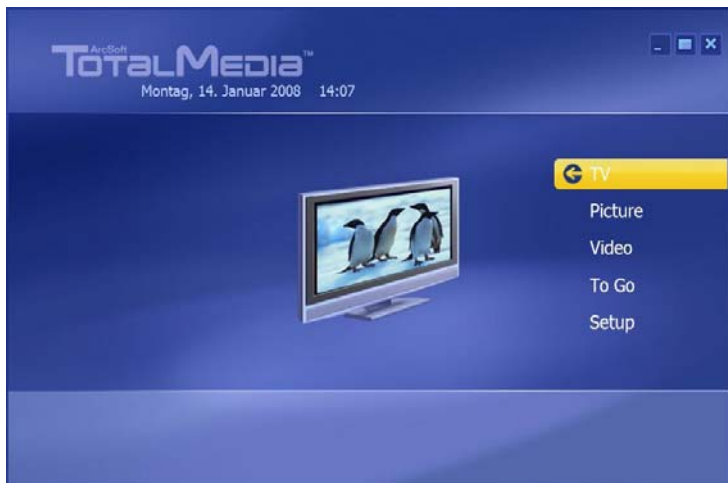 ArcSoft
TOTALMEDIA™
Montag, 14. Januar 2008 14:07
TV
Picture
Video
To Go
Setup